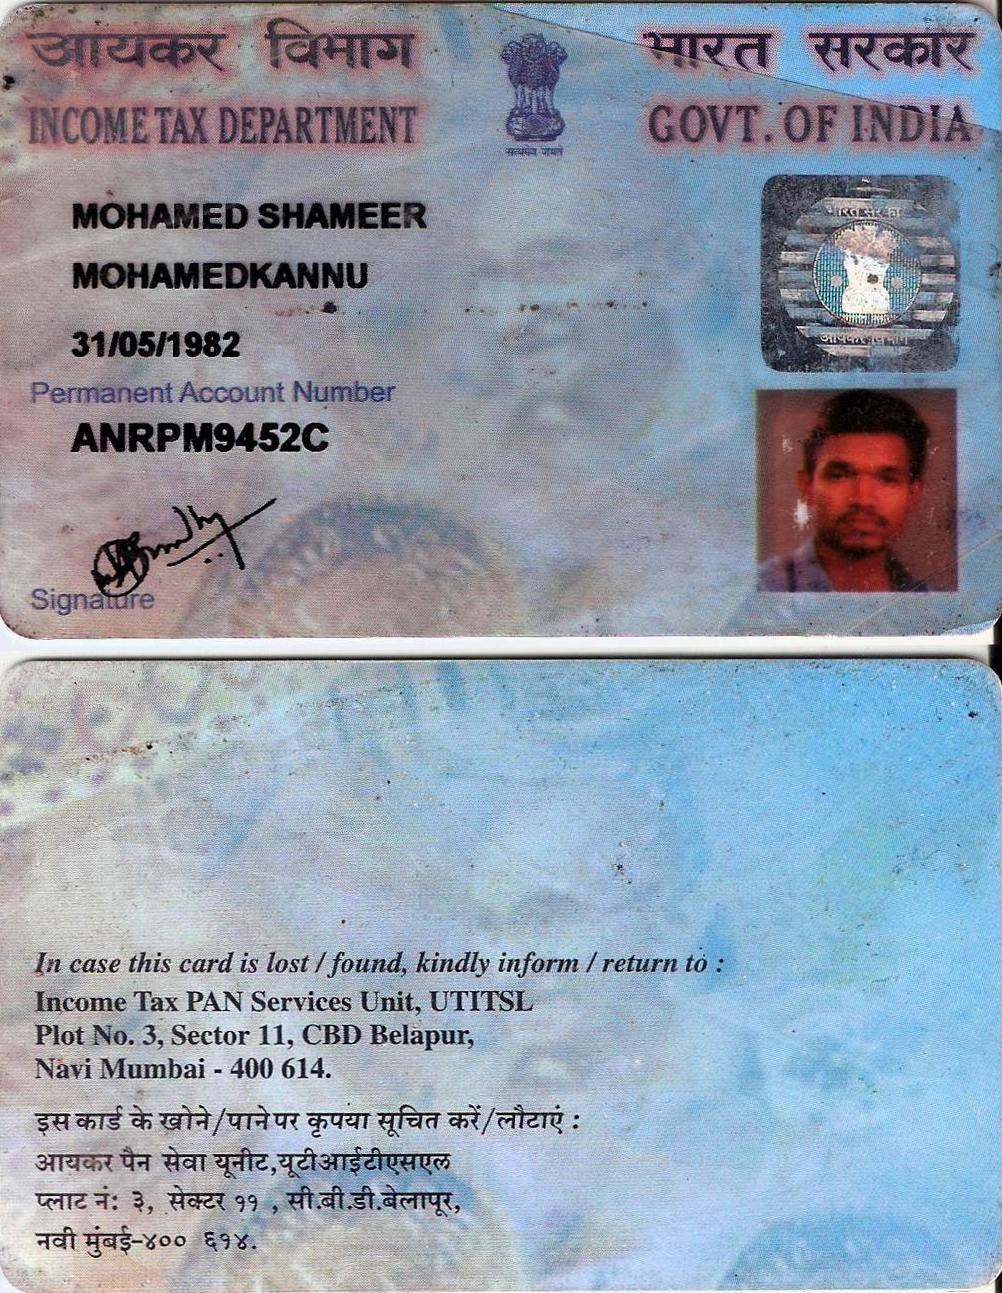 आयकर विभाग
भारत सरकार
INCOME TAX DEPARTMENT
GOVT. OF INDIA
सत्यमेव जयते
MOHAMED SHAMEER
MOHAMEDKANNU
31/05/1982
Permanent Account Number
ANRPM9452C
Signature
भारत सरकार
आयकर विभाग
In case this card is lost / found, kindly inform / return to :
Income Tax PAN Services Unit, UTITSL
Plot No. 3, Sector 11, CBD Belapur,
Navi Mumbai - 400 614.
इस कार्ड के खोने/पाने पर कृपया सूचित करें/लौटाएं :
आयकर पैन सेवा यूनीट,यूटीआईटीएसएल
प्लाट नं: ३, सेक्टर ११ , सी.बी.डी.बेलापूर,
नवी मुंबई-४०० ६१४.